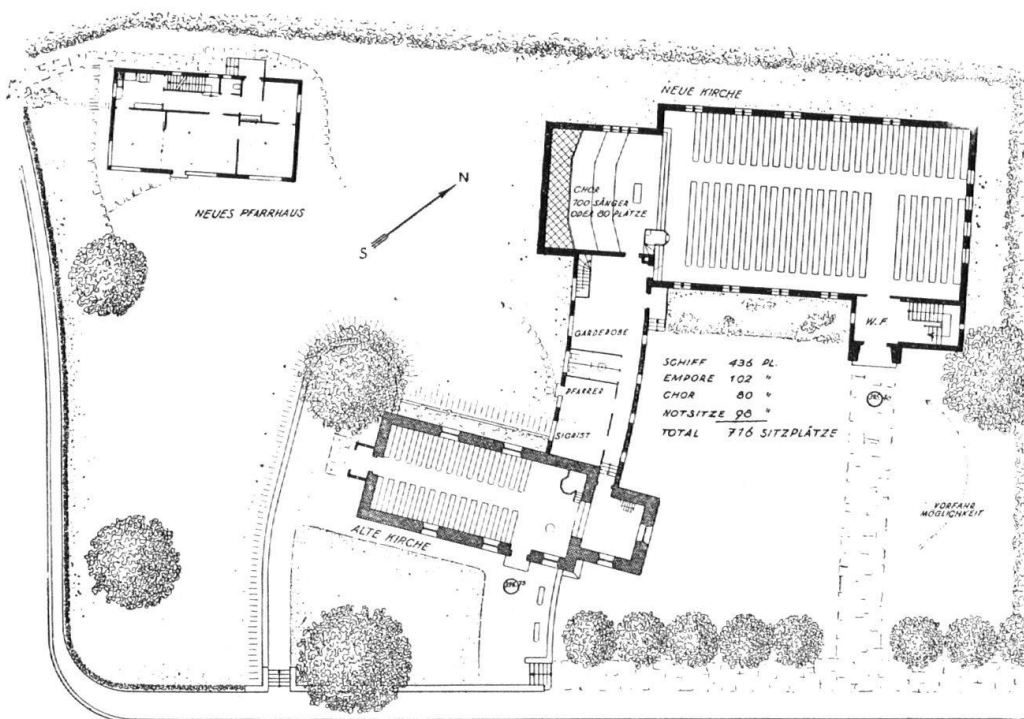 NEUE KIRCHE
CHOR
100 SÄNGER
ODER 80 PLÄTZE
NEUES PFARRHAUS
N
S
W.F
GARDEROBE
PFARRER
SIGRIST
SCHIFF 436 PL.
EMPORE 102 "
CHOR 80 "
NOTSITZE 98 "
TOTAL 716 SITZPLÄTZE
VORFAHR
MÖGLICHKEIT
ALTE KIRCHE